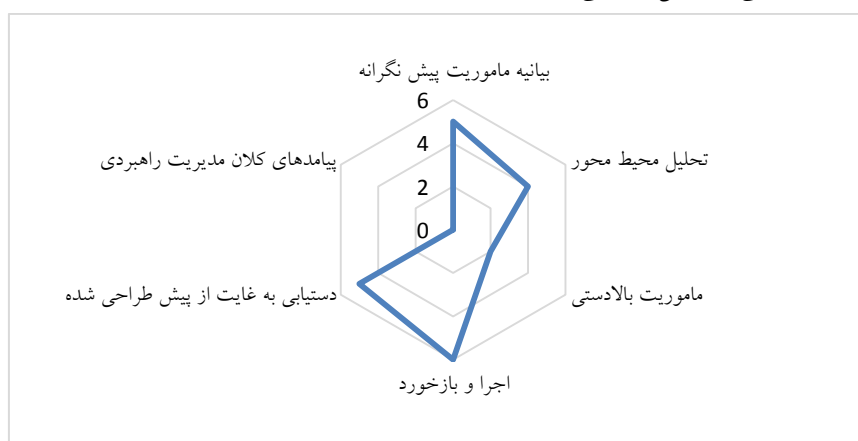 بیانیه ماموریت پیش نگرانه
6
تحلیل محیط محور
پیامدهای کلان مدیریت راهبردی
4
2
0
ماموریت بالادستی
دستیابی به غایت از پیش طراحی شده
اجرا و بازخورد